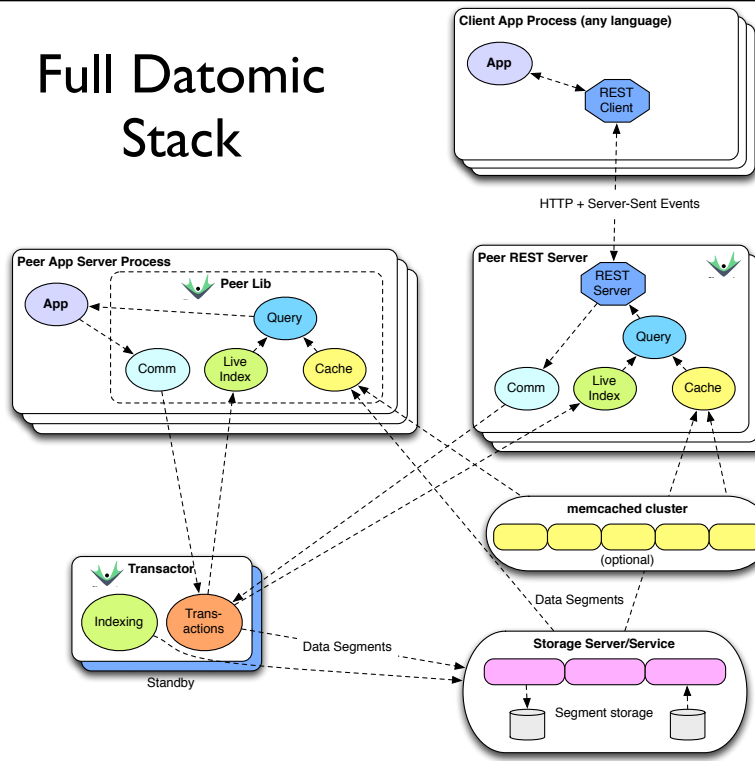 Full Datomic
Stack
Client App Process (any language)
App
REST
Client
HTTP + Server-Sent Events
Peer App Server Process
Peer Lib
App
Query
Comm
Live
Index
Cache
Peer REST Server
REST
Server
Query
Comm
Live
Index
Cache
memcached cluster
(optional)
Transactor
Indexing
Trans-
actions
Standby
Data Segments
Data Segments
Storage Server/Service
Segment storage